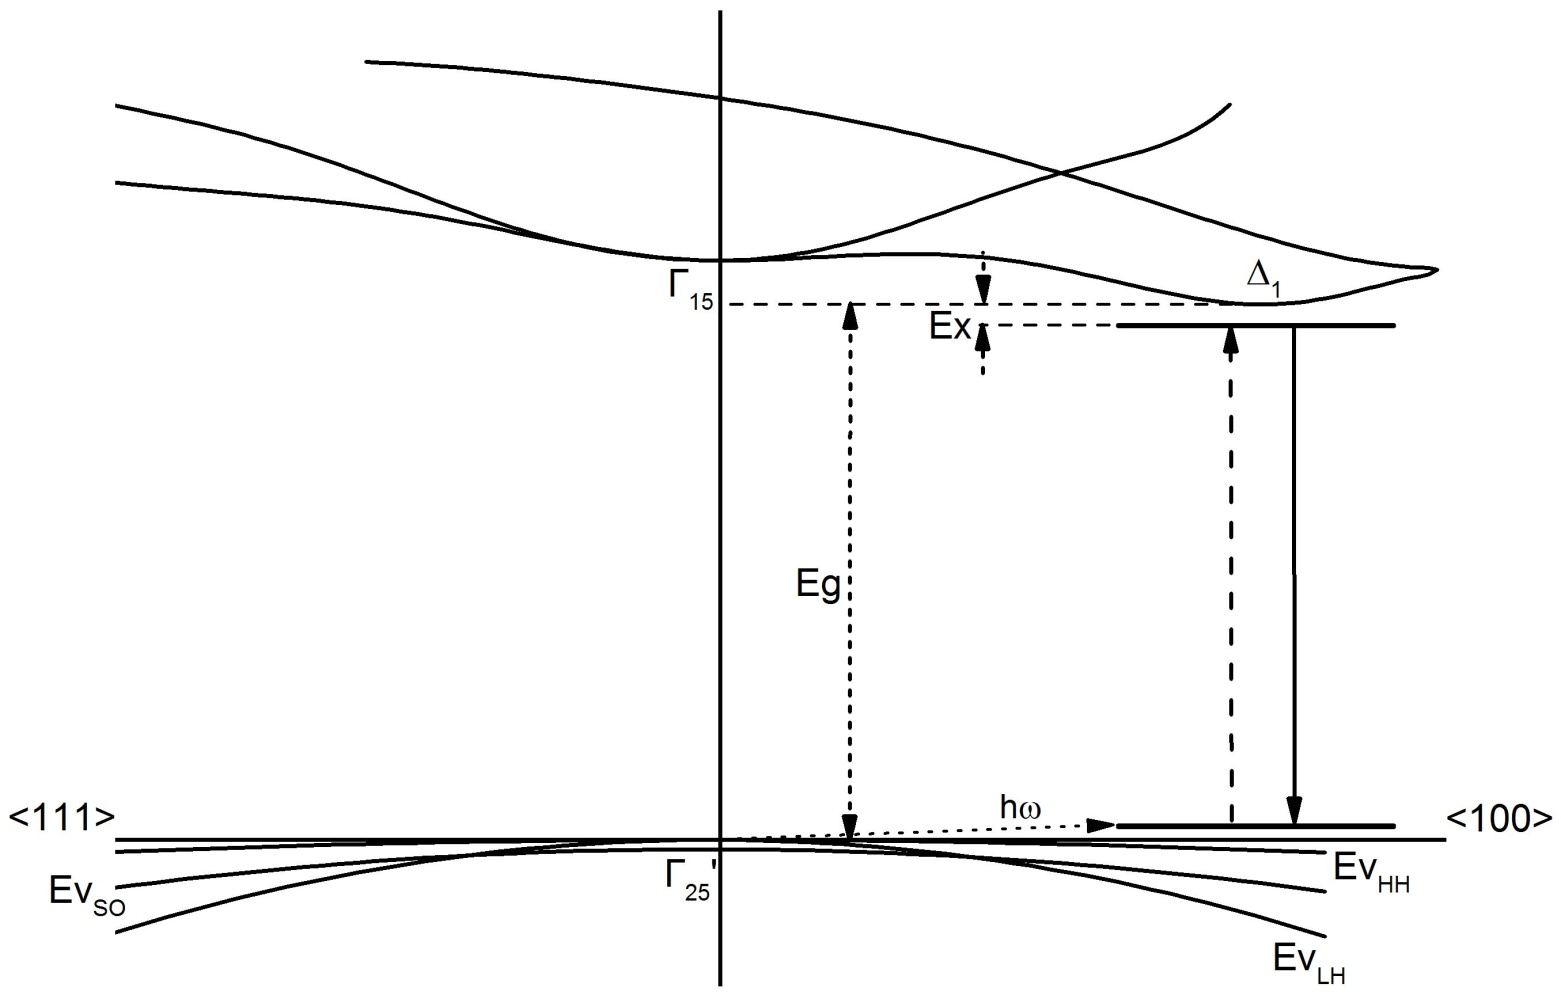 Γ15
Δ1
Ex
Eg
hω
<111>
<100>
EvSO
Γ25'
EvHH
EvLH